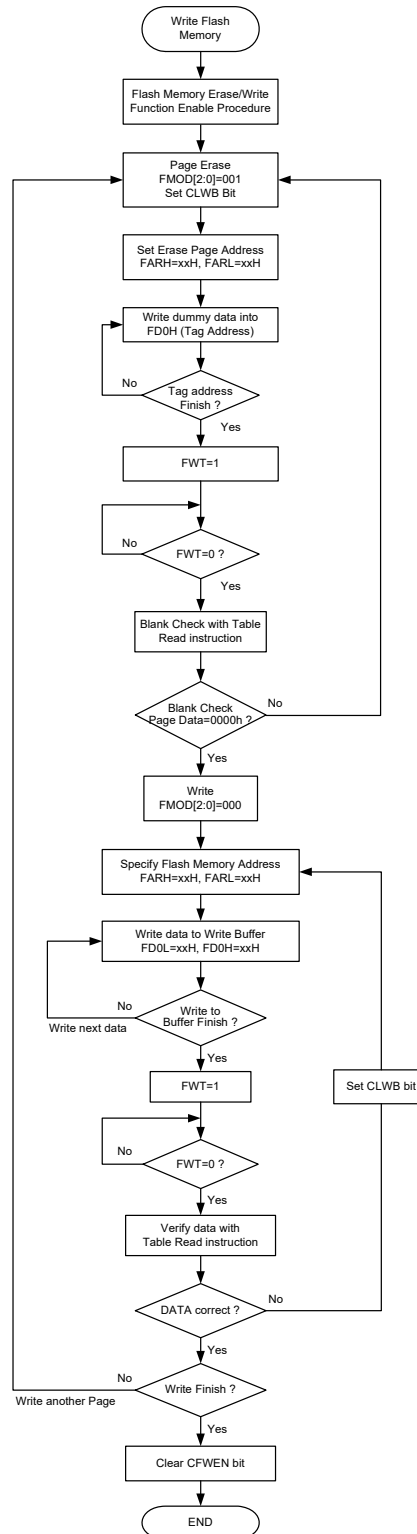 Write Flash
Memory
Flash Memory Erase/Write
Function Enable Procedure
Page Erase
FMOD[2:0]=001
Set CLWB Bit
Set Erase Page Address
FARH=xxH, FARL=xxH
Write dummy data into
FD0H (Tag Address)
No
Tag address
Finish ?
Yes
FWT=1
No
FWT=0 ?
Yes
Blank Check with Table
Read instruction
No
Blank Check
Page Data=0000h ?
Yes
Write
FMOD[2:0]=000
Specify Flash Memory Address
FARH=xxH, FARL=xxH
Write data to Write Buffer
FD0L=xxH, FD0H=xxH
No
Write next data
Write to
Buffer Finish ?
Yes
FWT=1
Set CLWB bit
No
FWT=0 ?
Yes
Verify data with
Table Read instruction
No
DATA correct ?
Yes
No
Write another Page
Write Finish ?
Yes
Clear CFWEN bit
END